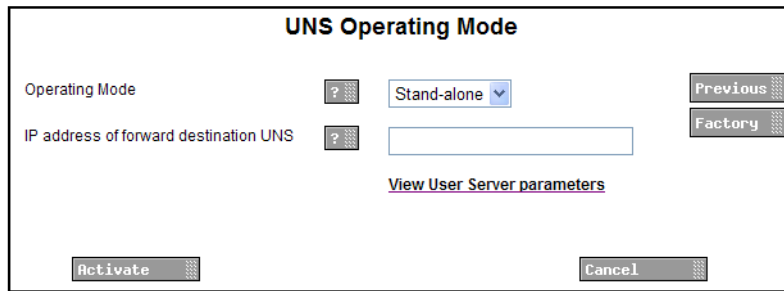 UNS Operating Mode
Operating Mode ? Stand-alone Previous
Factory
IP address of forward destination UNS ?
View User Server parameters
Activate Cancel